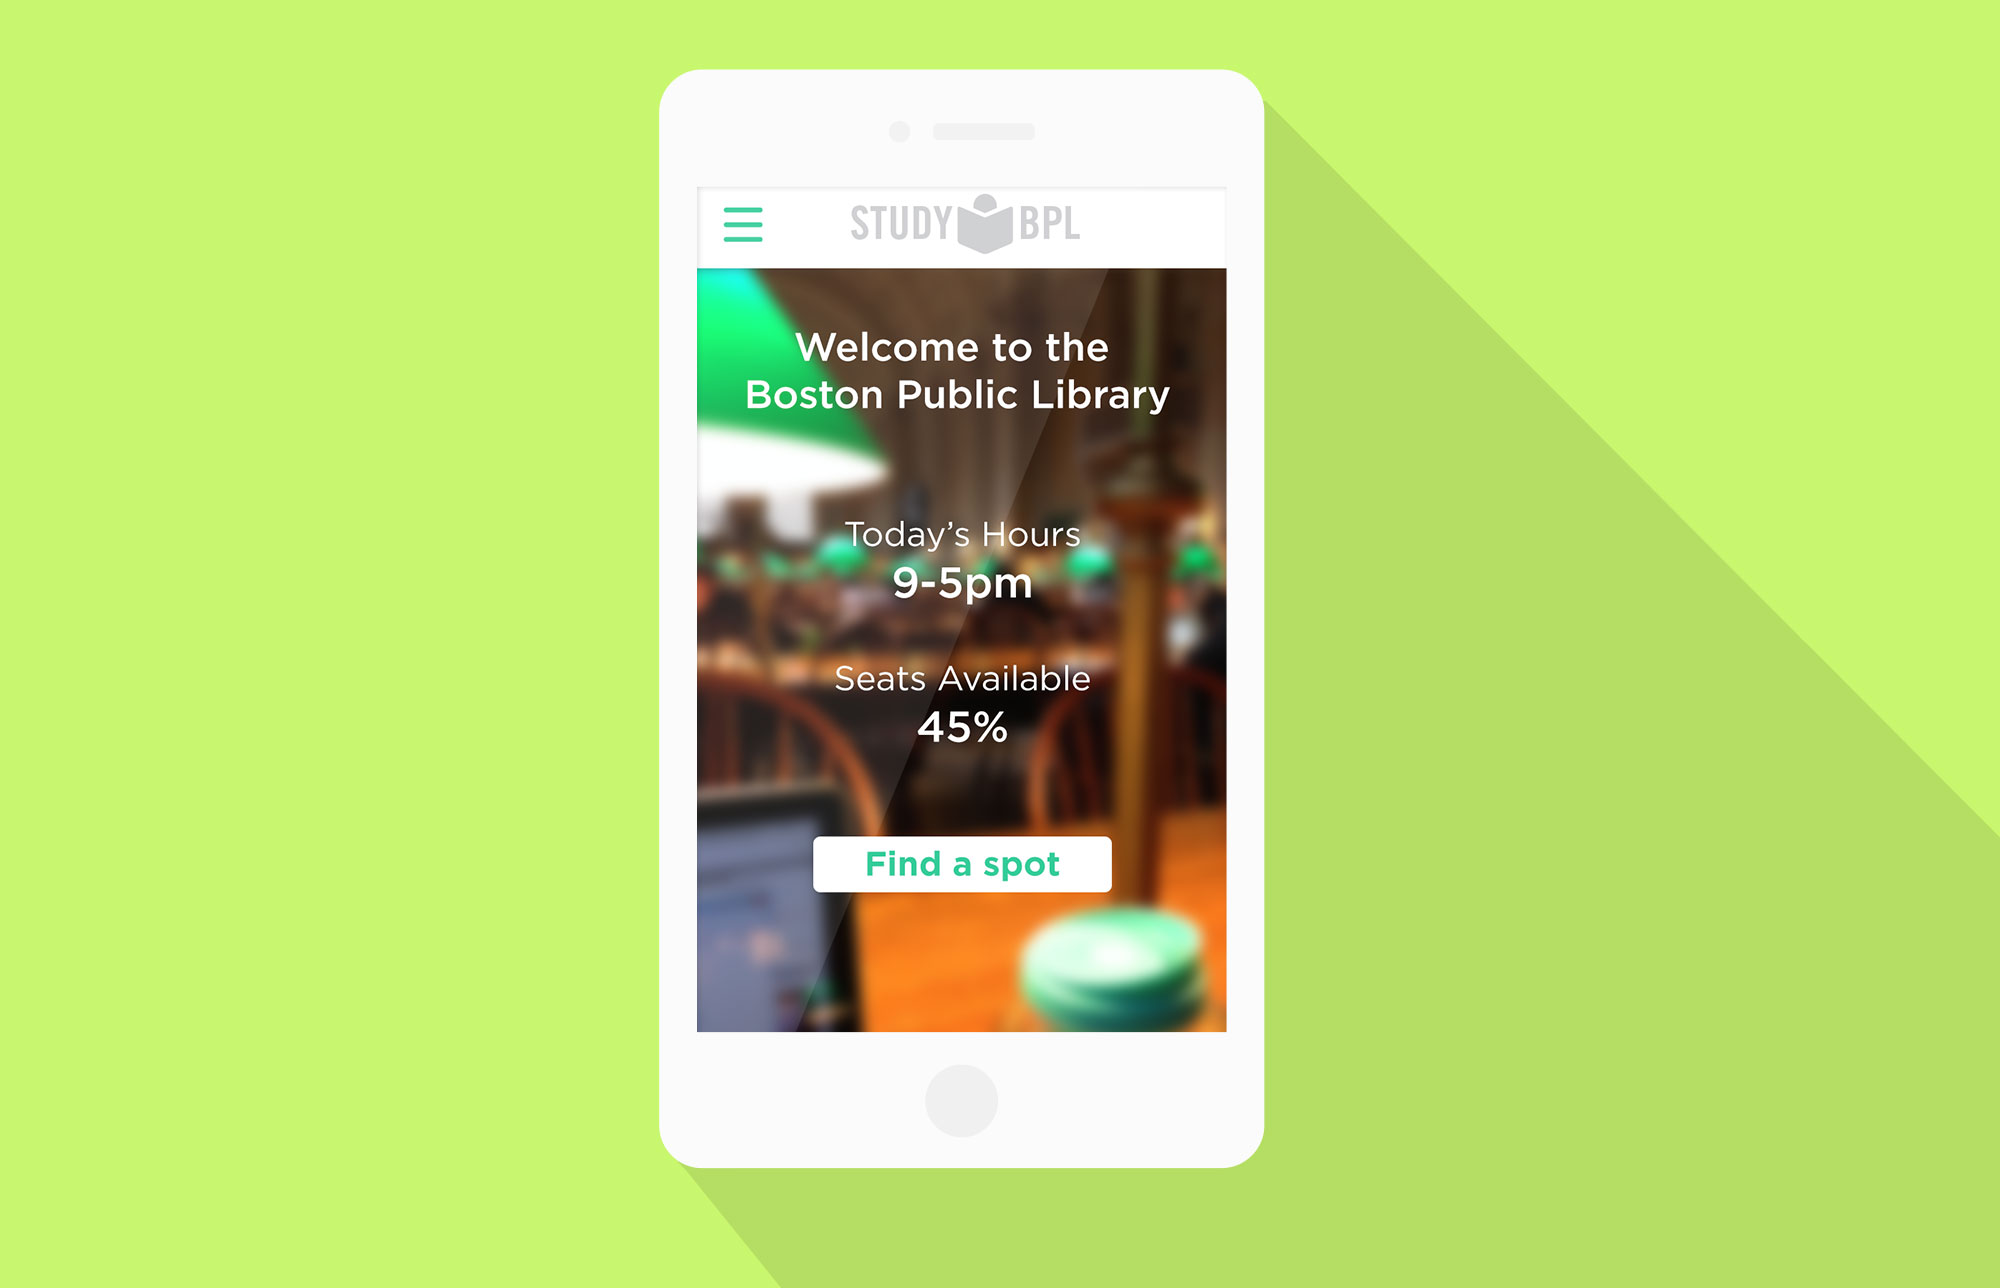 STUDY BPL
Welcome to the
Boston Public Library
Today's Hours
9-5pm
Seats Available
45%
Find a spot